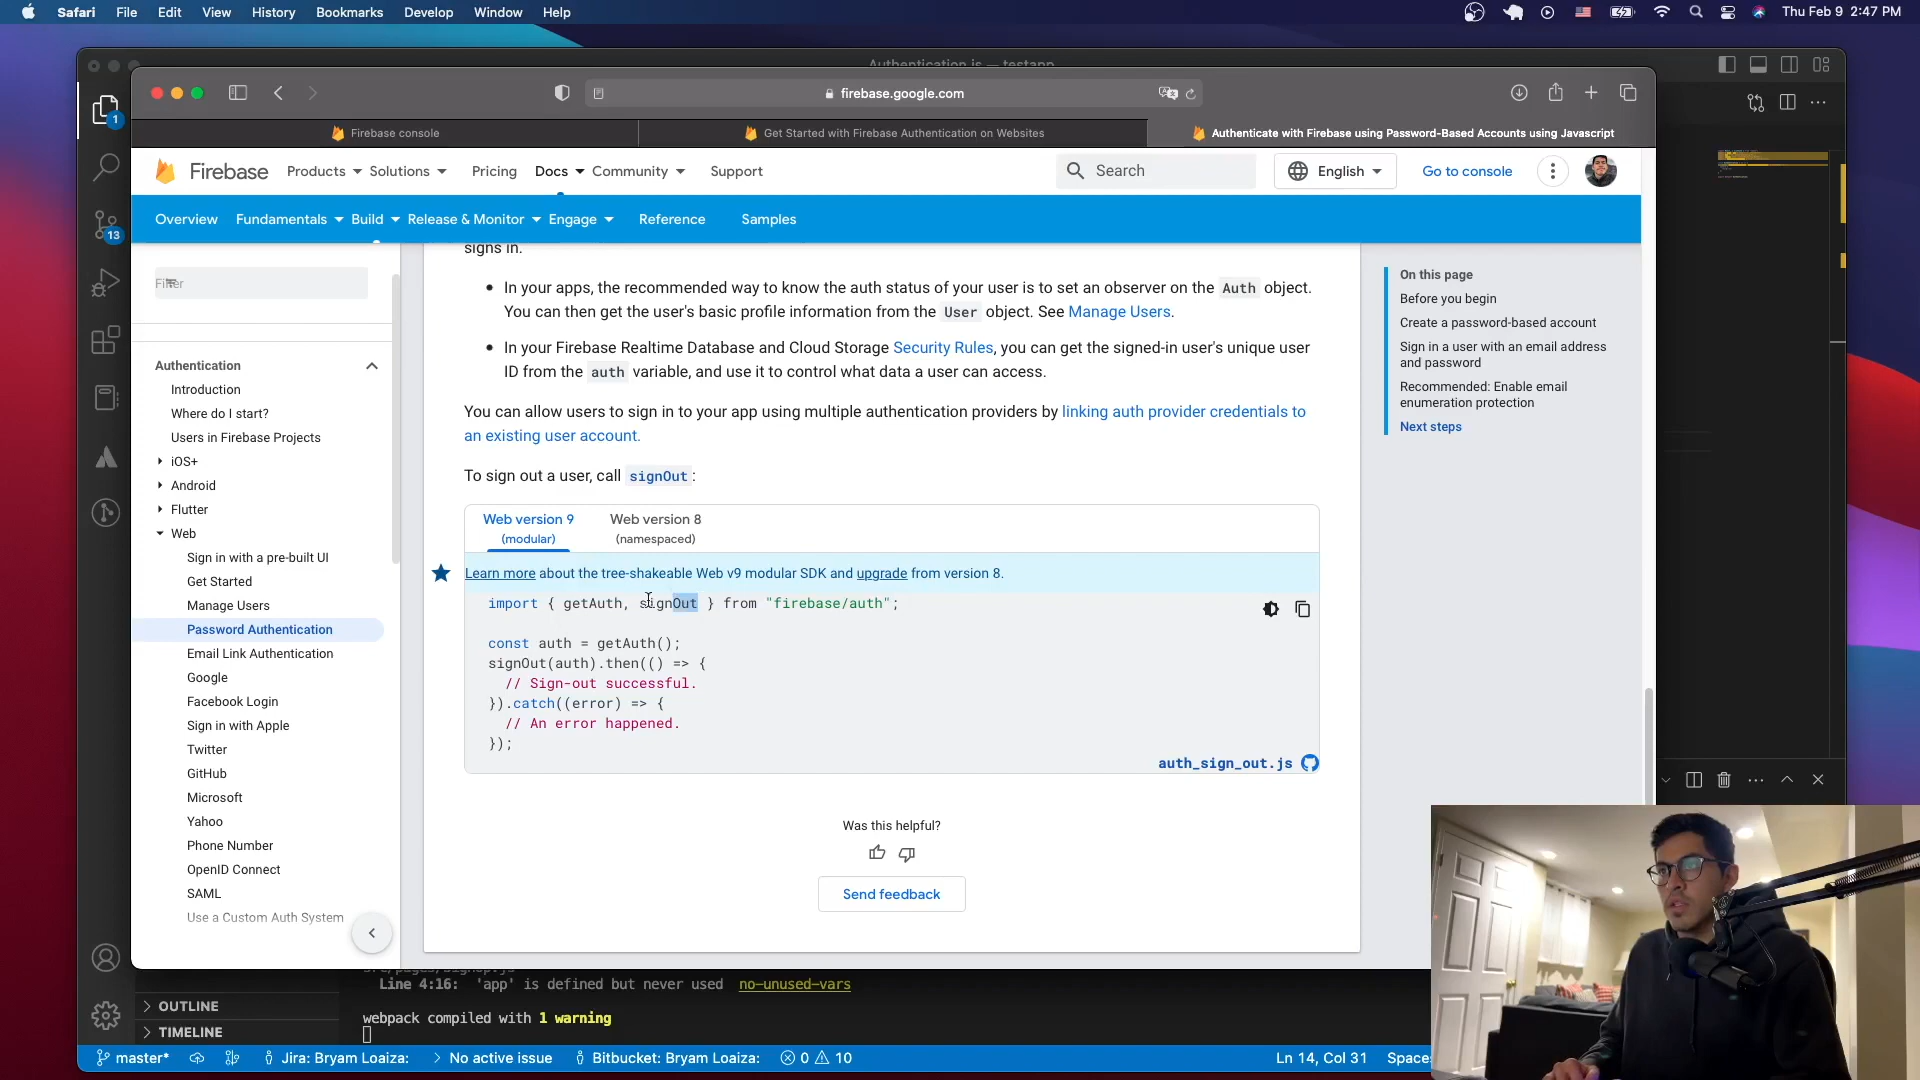 Safari File Edit View History Bookmarks Develop Window Help
Thu Feb 9 2:47 PM
Authentication.js — testapp
firebase.google.com
Firebase console
Get Started with Firebase Authentication on Websites
Authenticate with Firebase using Password-Based Accounts using Javascript
Firebase Products Solutions Pricing Docs Community Support
Search
English
Go to console
Overview Fundamentals Build Release & Monitor Engage Reference Samples
1
13
Filter
Authentication
Introduction
Where do I start?
Users in Firebase Projects
iOS+
Android
Flutter
Web
Sign in with a pre-built UI
Get Started
Manage Users
Password Authentication
Email Link Authentication
Google
Facebook Login
Sign in with Apple
Twitter
GitHub
Microsoft
Yahoo
Phone Number
OpenID Connect
SAML
Use a Custom Auth System
signs in.
In your apps, the recommended way to know the auth status of your user is to set an observer on the Auth object.
You can then get the user's basic profile information from the User object. See Manage Users.
In your Firebase Realtime Database and Cloud Storage Security Rules, you can get the signed-in user's unique user
ID from the auth variable, and use it to control what data a user can access.
You can allow users to sign in to your app using multiple authentication providers by linking auth provider credentials to
an existing user account.
To sign out a user, call signOut:
Web version 9
(modular)
Web version 8
(namespaced)
Learn more about the tree-shakeable Web v9 modular SDK and upgrade from version 8.
import { getAuth, signOut } from "firebase/auth";
const auth = getAuth();
signOut(auth).then(() => {
// Sign-out successful.
}).catch((error) => {
// An error happened.
});
auth_sign_out.js
Was this helpful?
Send feedback
On this page
Before you begin
Create a password-based account
Sign in a user with an email address
and password
Recommended: Enable email
enumeration protection
Next steps
Line 4:16: 'app' is defined but never used no-unused-vars
webpack compiled with 1 warning
OUTLINE
TIMELINE
master* Jira: Bryam Loaiza: No active issue Bitbucket: Bryam Loaiza: 0 10
Ln 14, Col 31